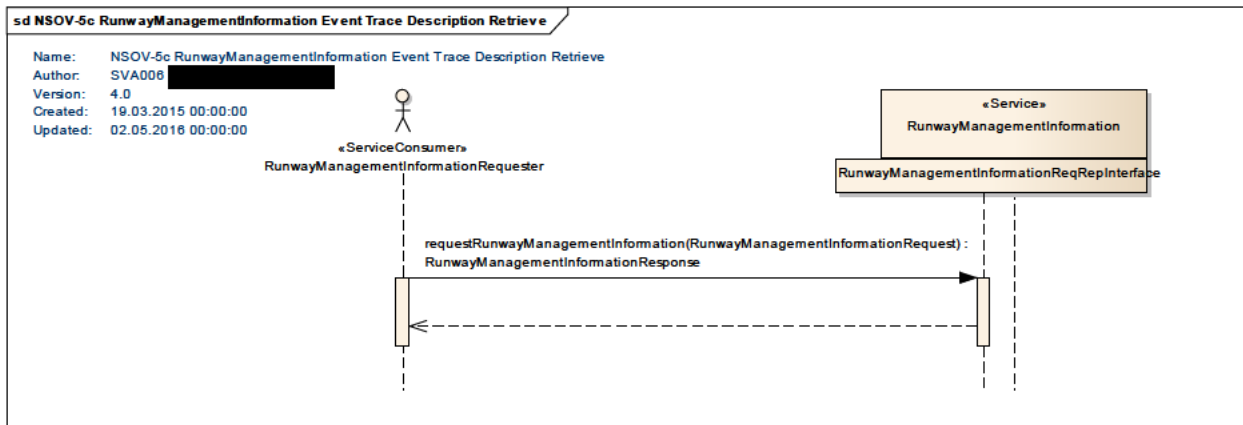 sd NSOV-5c RunwayManagementInformation Event Trace Description Retrieve
Name: NSOV-5c RunwayManagementInformation Event Trace Description Retrieve
Author: SVA006
Version: 4.0
Created: 19.03.2015 00:00:00
Updated: 02.05.2016 00:00:00
«ServiceConsumer»
RunwayManagementInformationRequester
«Service»
RunwayManagementInformation
RunwayManagementInformationReqRepInterface
requestRunwayManagementInformation(RunwayManagementInformationRequest) :
RunwayManagementInformationResponse